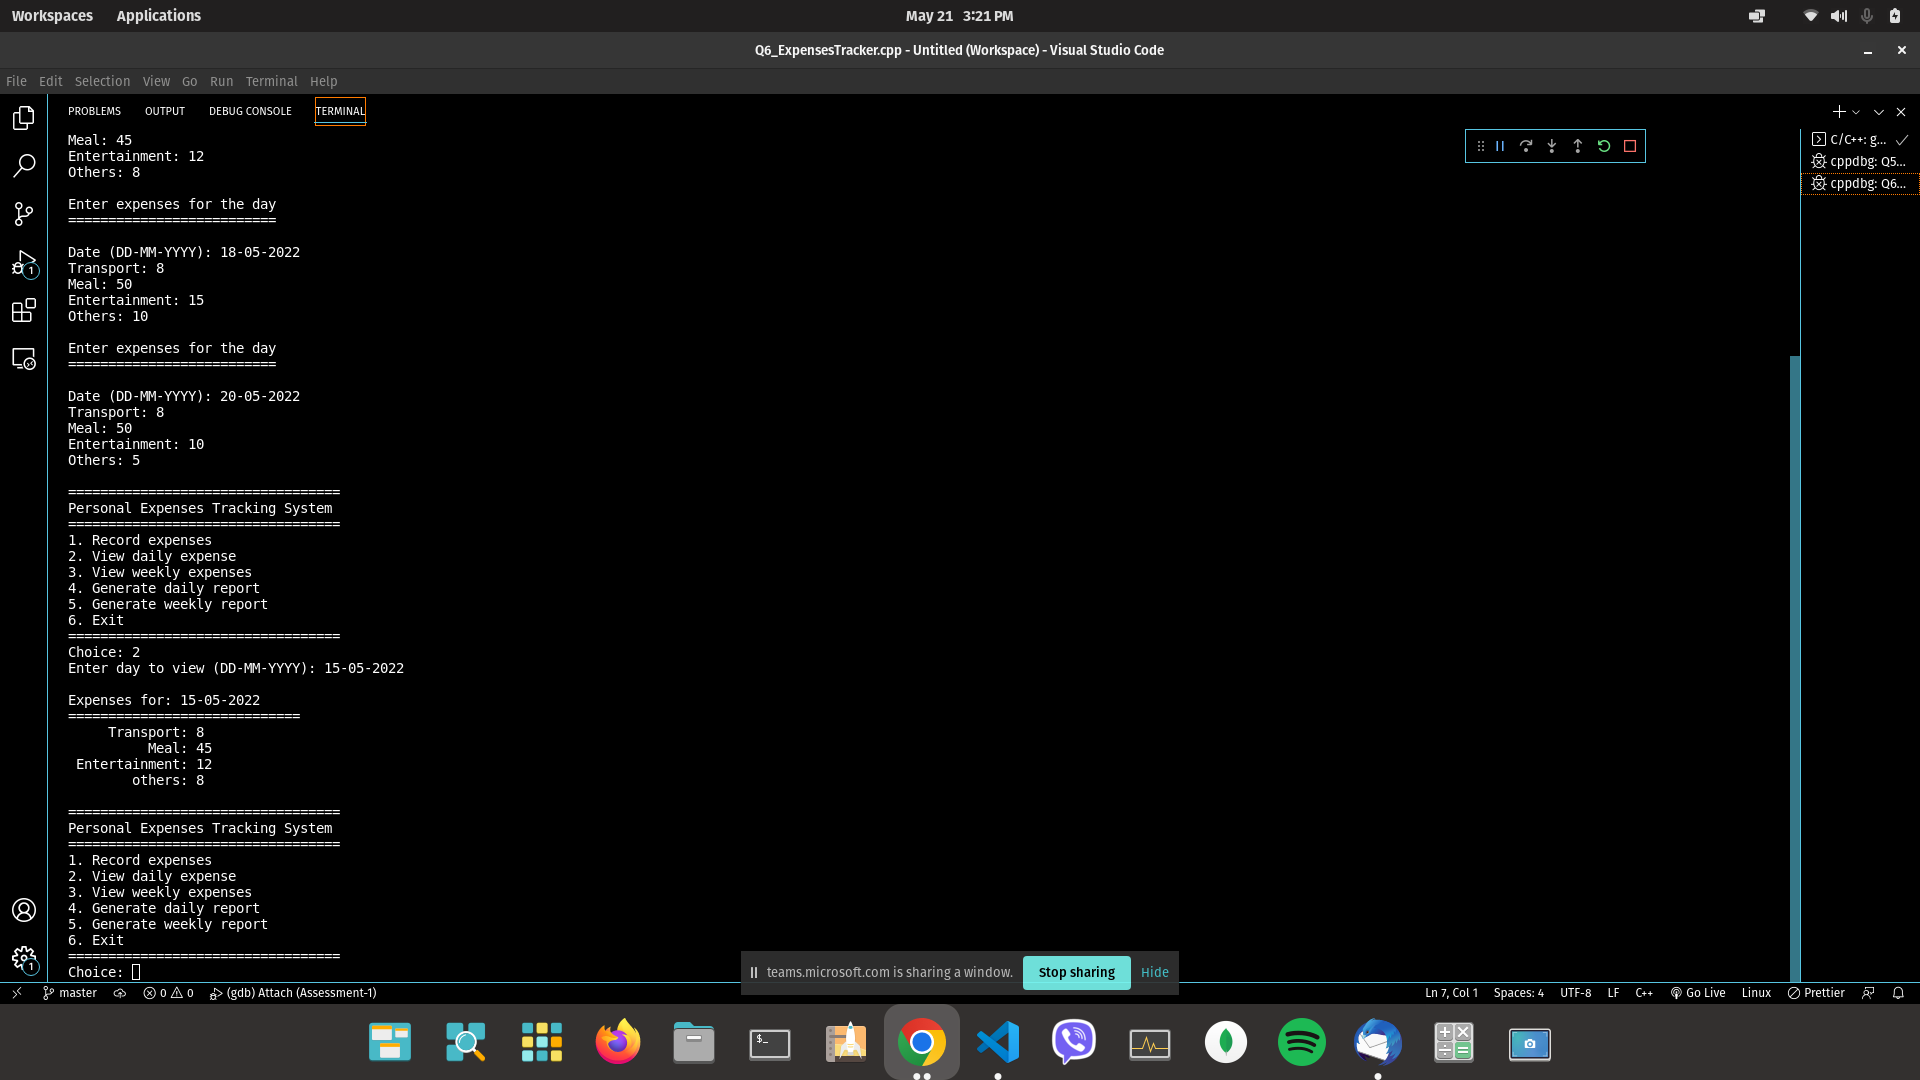 Workspaces Applications May 21 3:21 PM
Q6_ExpensesTracker.cpp - Untitled (Workspace) - Visual Studio Code
File Edit Selection View Go Run Terminal Help
PROBLEMS OUTPUT DEBUG CONSOLE TERMINAL
Meal: 45
Entertainment: 12
Others: 8
Enter expenses for the day
==========================
Date (DD-MM-YYYY): 18-05-2022
Transport: 8
Meal: 50
Entertainment: 15
Others: 10
Enter expenses for the day
==========================
Date (DD-MM-YYYY): 20-05-2022
Transport: 8
Meal: 50
Entertainment: 10
Others: 5
==================================
Personal Expenses Tracking System
==================================
1. Record expenses
2. View daily expense
3. View weekly expenses
4. Generate daily report
5. Generate weekly report
6. Exit
==================================
Choice: 2
Enter day to view (DD-MM-YYYY): 15-05-2022
Expenses for: 15-05-2022
=============================
Transport: 8
Meal: 45
Entertainment: 12
others: 8
==================================
Personal Expenses Tracking System
==================================
1. Record expenses
2. View daily expense
3. View weekly expenses
4. Generate daily report
5. Generate weekly report
6. Exit
==================================
Choice:
C/C++: g...
cppdbg: Q5...
cppdbg: Q6...
1
1
teams.microsoft.com is sharing a window. Stop sharing Hide
master 0 0 (gdb) Attach (Assessment-1) Ln 7, Col 1 Spaces: 4 UTF-8 LF C++ Go Live Linux Prettier
$_